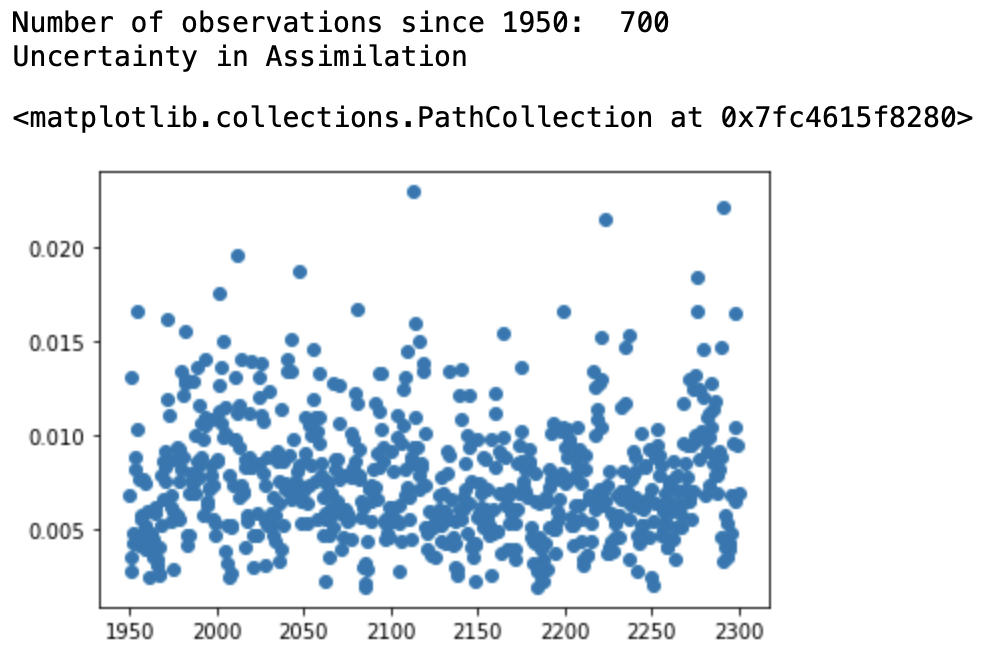 Number of observations since 1950:  700
Uncertainty in Assimilation
<matplotlib.collections.PathCollection at 0x7fc4615f8280>
0.020
0.015
0.010
0.005
1950 2000 2050 2100 2150 2200 2250 2300